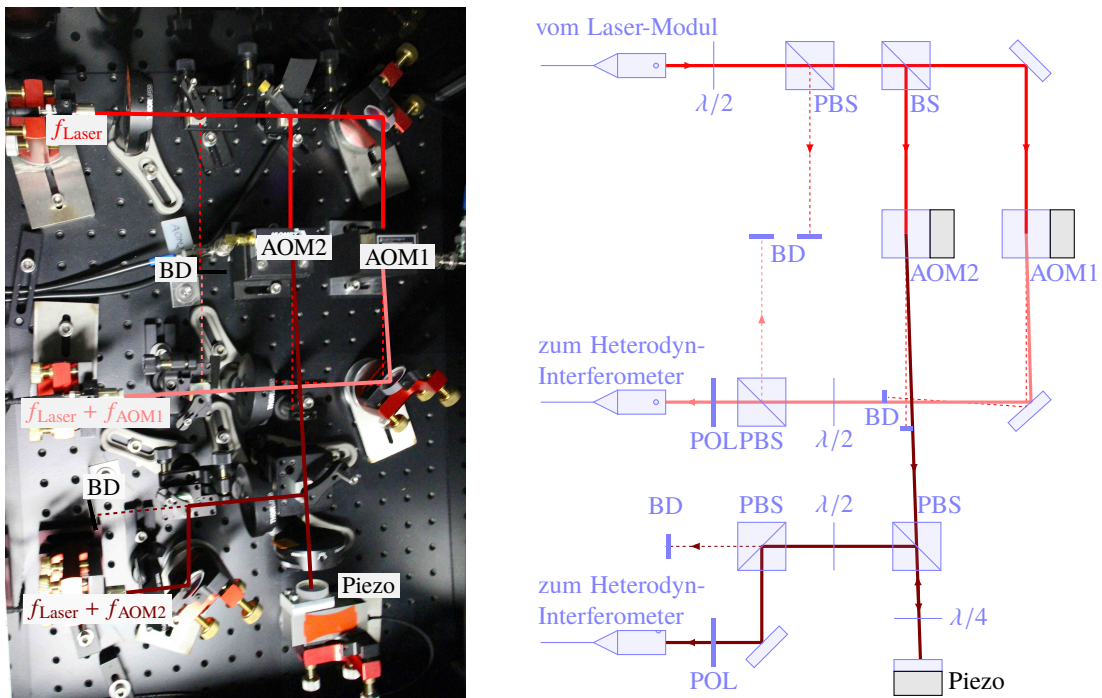 f_Laser
AOM2
AOM1
BD
f_Laser + f_AOM1
BD
Piezo
f_Laser + f_AOM2
vom Laser-Modul
λ/2
PBS
BS
BD
AOM2
AOM1
zum Heterodyn-
Interferometer
POL
PBS
λ/2
BD
BD
PBS
λ/2
PBS
zum Heterodyn-
Interferometer
λ/4
POL
Piezo